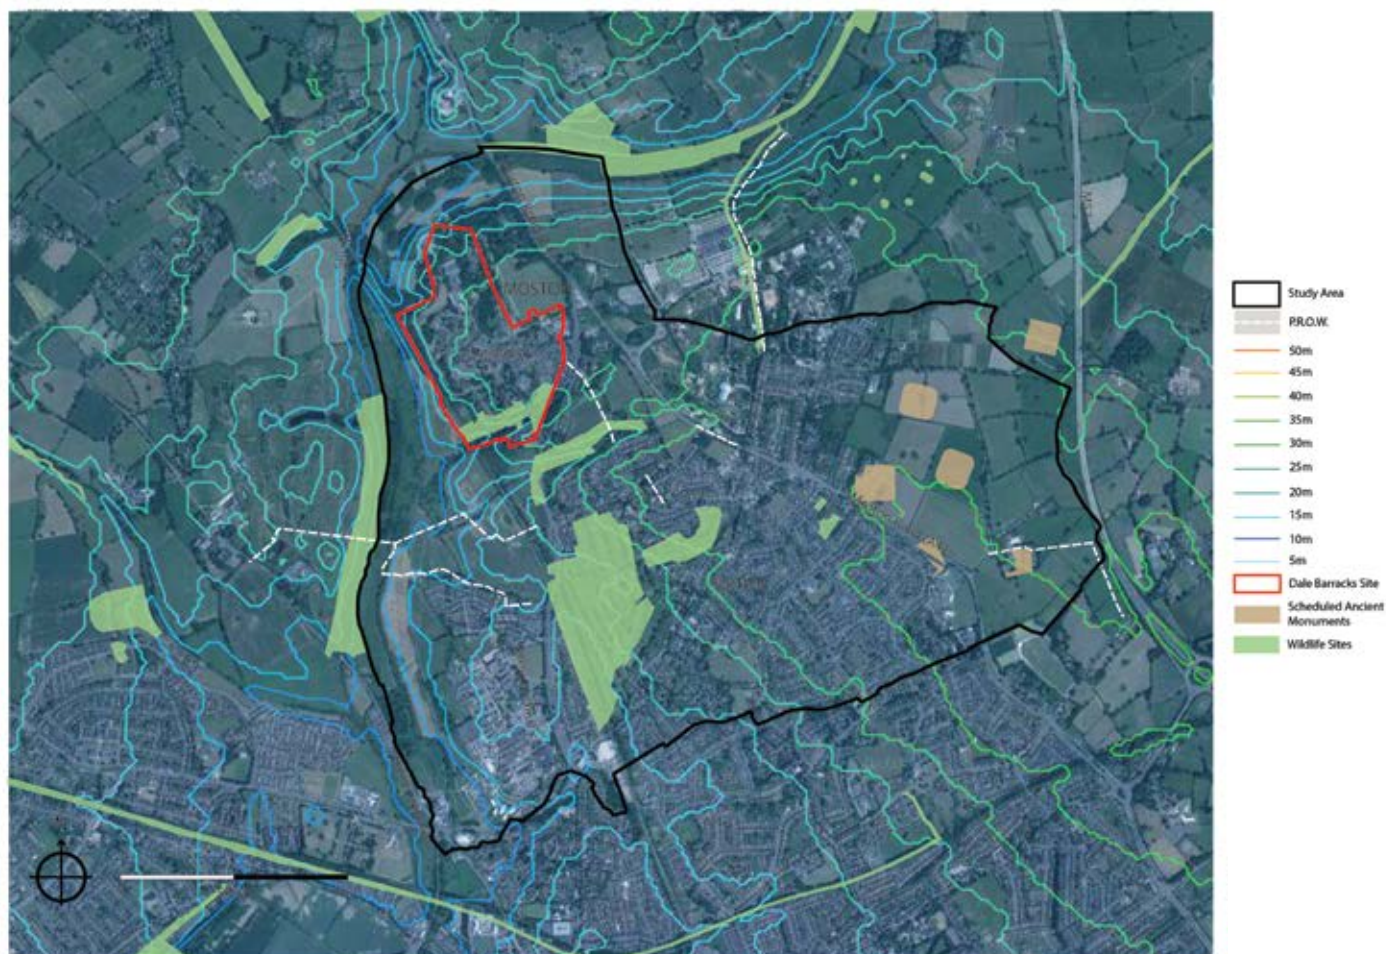 MOSTON
Study Area
P.R.O.W.
50m
45m
40m
35m
30m
25m
20m
15m
10m
5m
Dale Barracks Site
Scheduled Ancient
Monuments
Wildlife Sites